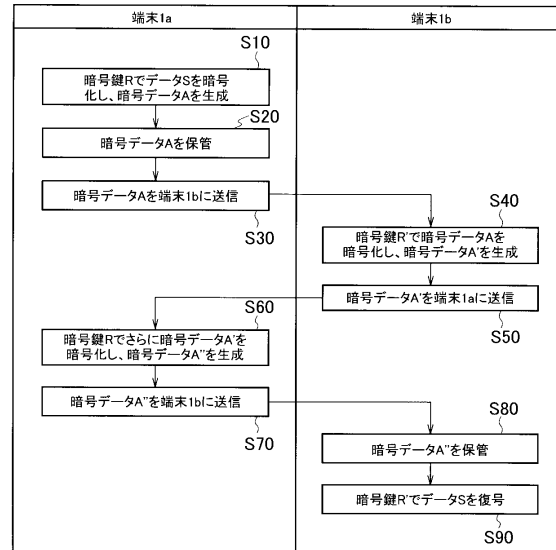 端末1a
端末1b
S10
暗号鍵RでデータSを暗号
化し、暗号データAを生成
S20
暗号データAを保管
暗号データAを端末1bに送信
S30
S40
暗号鍵R'で暗号データAを
暗号化し、暗号データA'を生成
暗号データA'を端末1aに送信
S50
S60
暗号鍵Rでさらに暗号データA'を
暗号化し、暗号データA''を生成
暗号データA''を端末1bに送信
S70
S80
暗号データA''を保管
暗号鍵R'でデータSを復号
S90